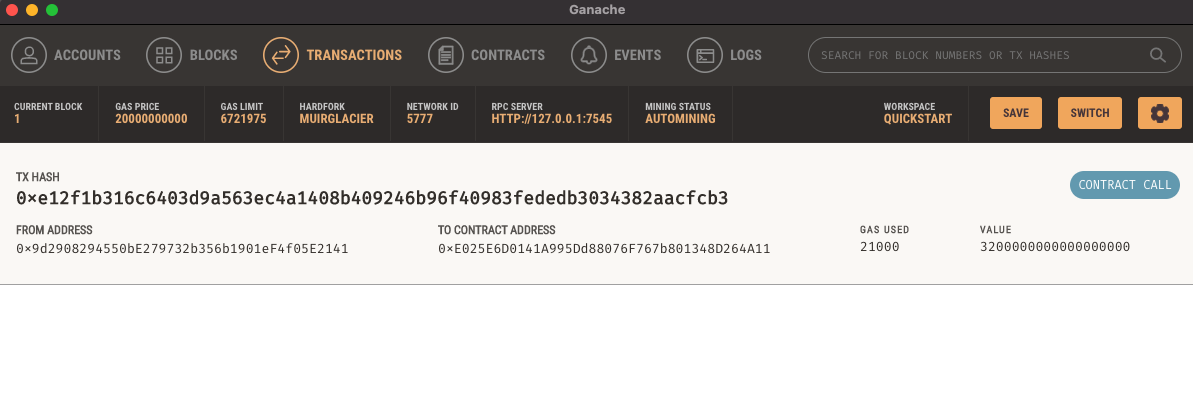 Ganache
ACCOUNTS BLOCKS TRANSACTIONS CONTRACTS EVENTS LOGS SEARCH FOR BLOCK NUMBERS OR TX HASHES
CURRENT BLOCK GAS PRICE GAS LIMIT HARDFORK NETWORK ID RPC SERVER MINING STATUS WORKSPACE
1 20000000000 6721975 MUIRGLACIER 5777 HTTP://127.0.0.1:7545 AUTOMINING QUICKSTART SAVE SWITCH
TX HASH
0×e12f1b316c6403d9a563ec4a1408b409246b96f40983fededb3034382aacfcb3 CONTRACT CALL
FROM ADDRESS TO CONTRACT ADDRESS GAS USED VALUE
0×9d2908294550bE279732b356b1901eF4f05E2141 0×E025E6D0141A995Dd88076F767b801348D264A11 21000 3200000000000000000